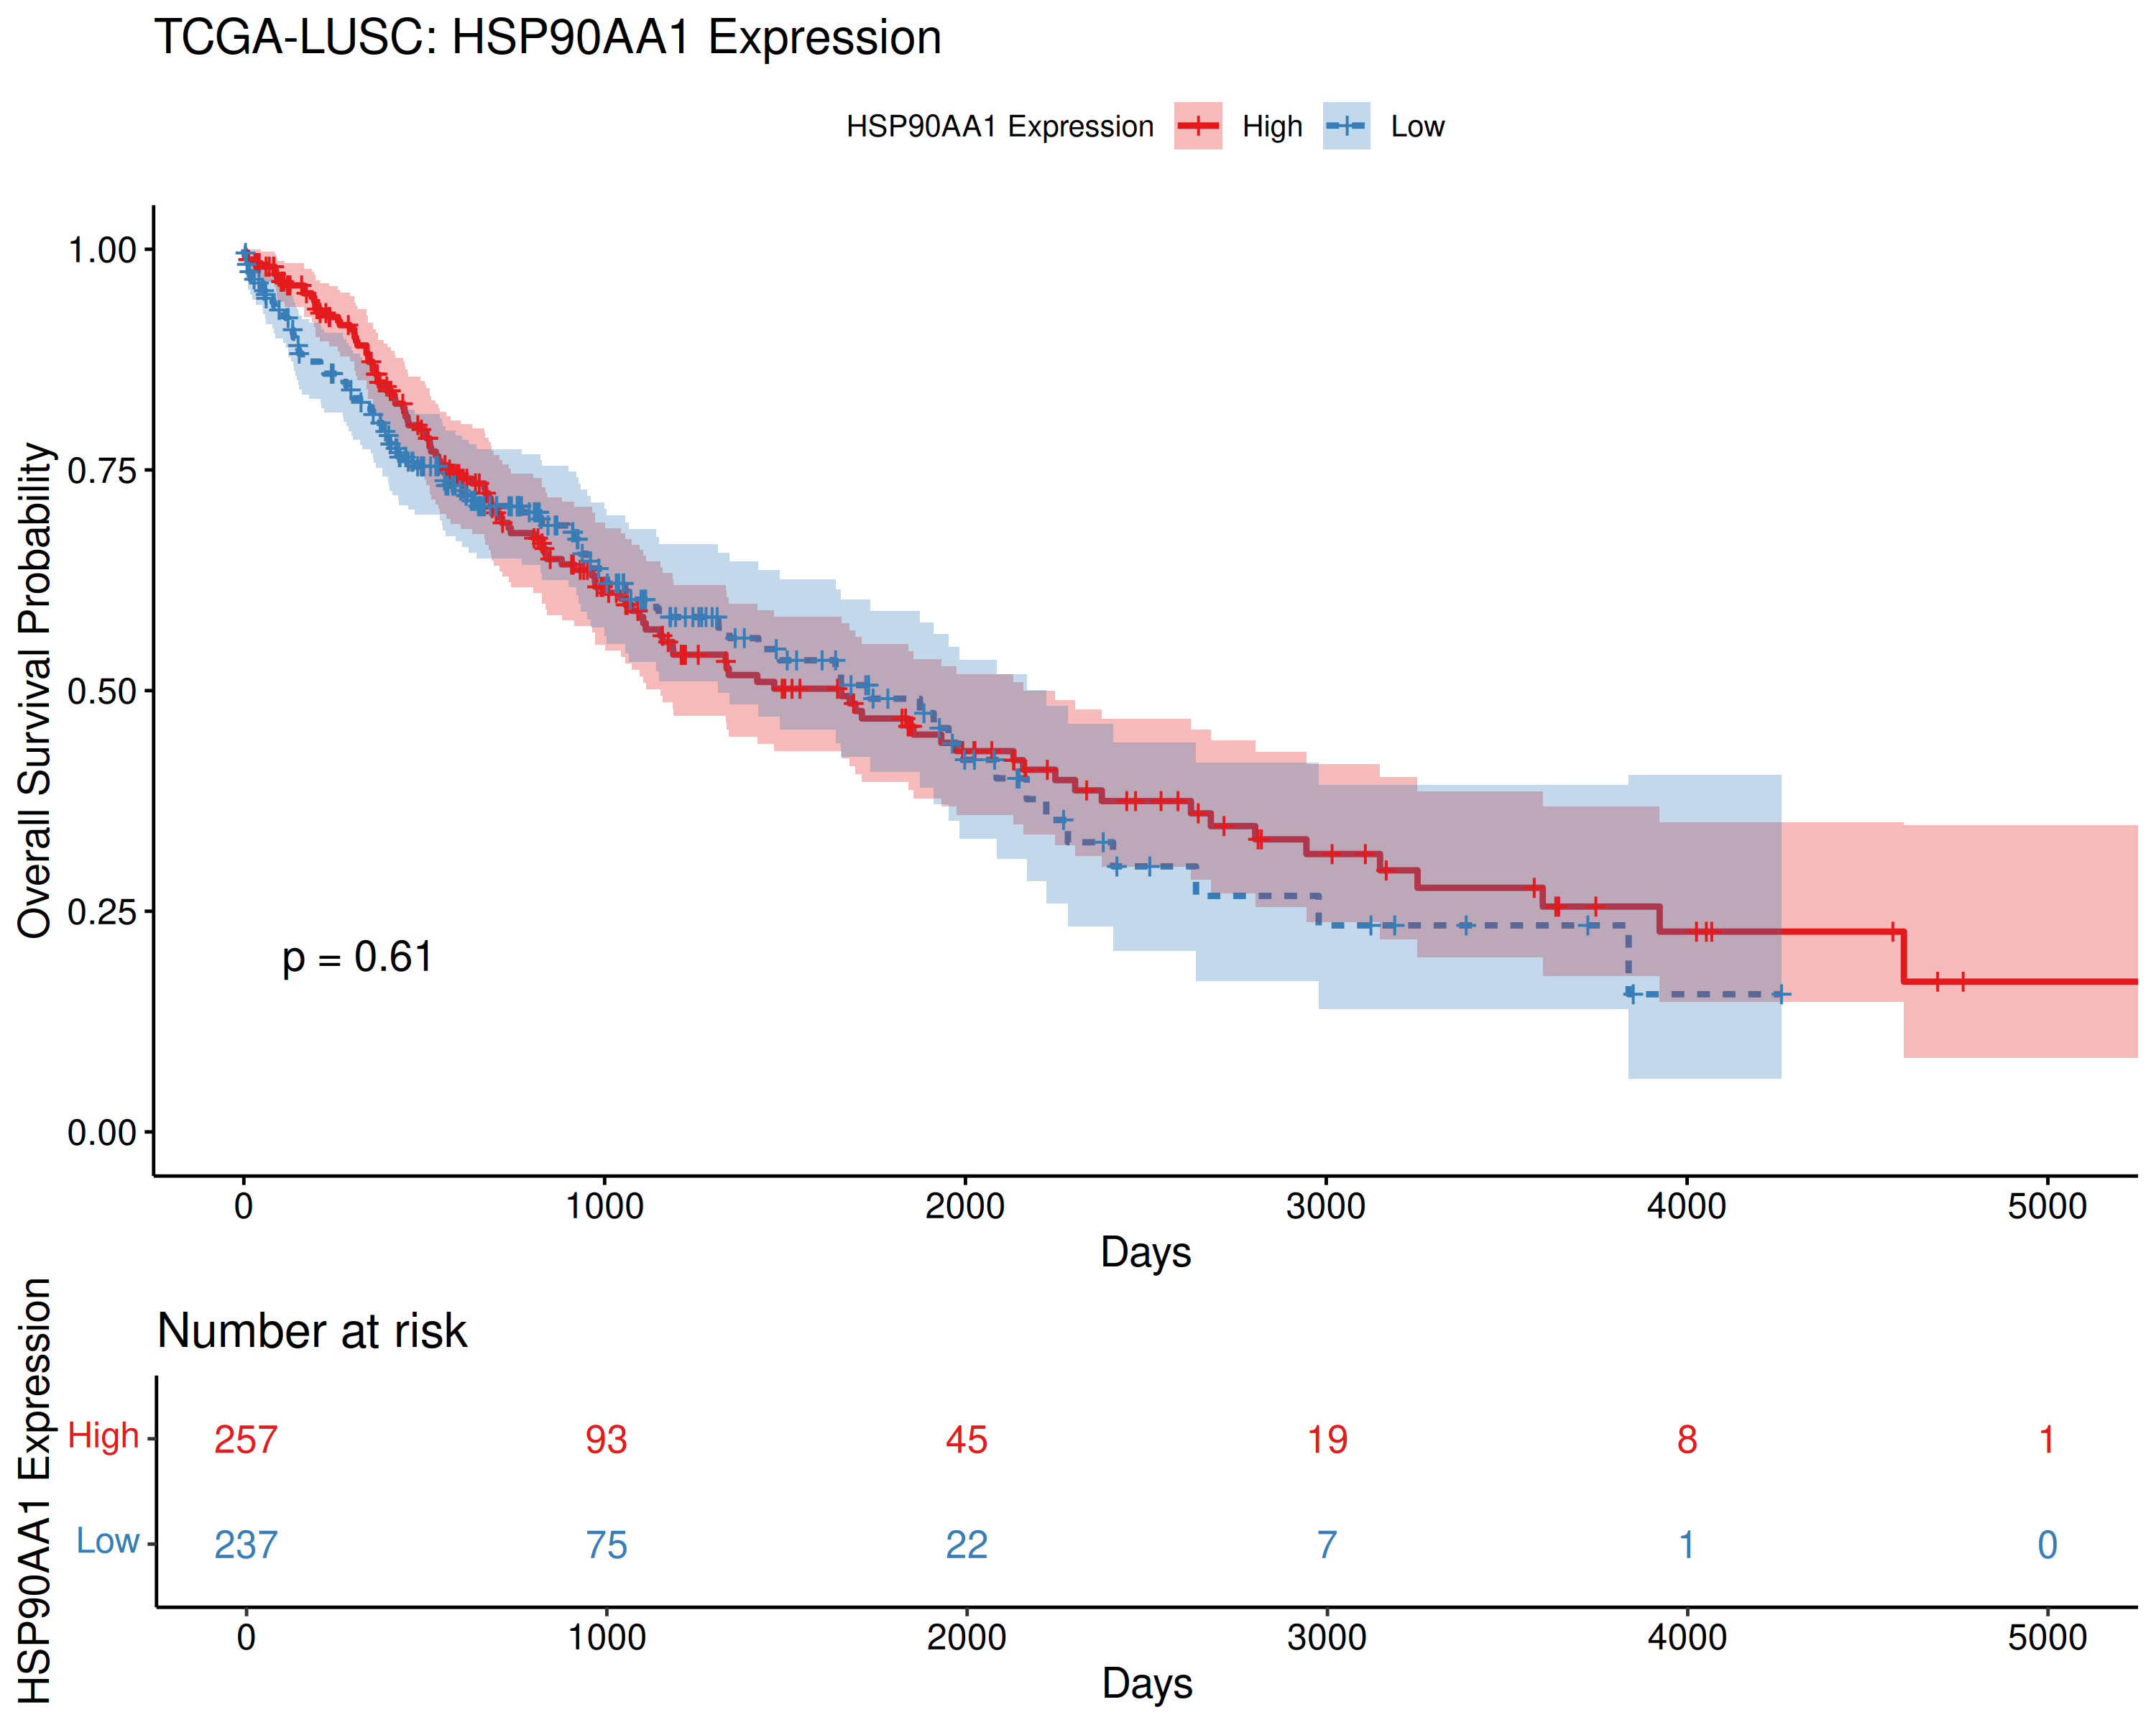 TCGA-LUSC: HSP90AA1 Expression
HSP90AA1 Expression High Low
Overall Survival Probability
1.00
0.75
0.50
0.25
0.00
p = 0.61
0 1000 2000 3000 4000 5000
Days
Number at risk
HSP90AA1 Expression
High 257 93 45 19 8 1
Low 237 75 22 7 1 0
0 1000 2000 3000 4000 5000
Days